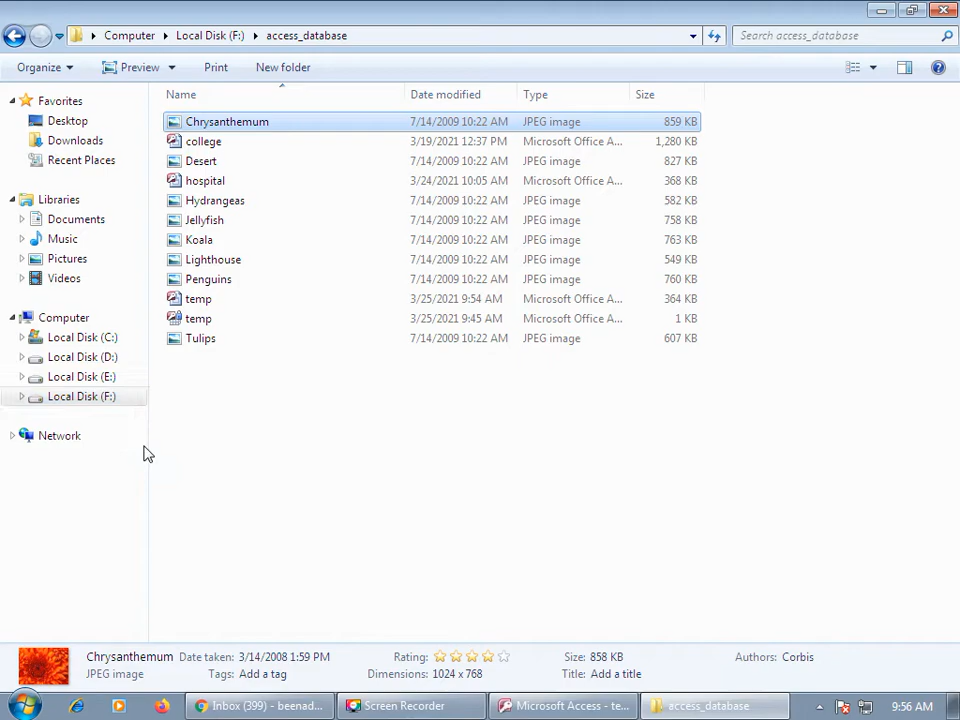 Computer Local Disk (F:) access_database Search access_database
Organize Preview Print New folder
Name Date modified Type Size
Favorites
Desktop
Downloads
Recent Places
Libraries
Documents
Music
Pictures
Videos
Computer
Local Disk (C:)
Local Disk (D:)
Local Disk (E:)
Local Disk (F:)
Network
Chrysanthemum 7/14/2009 10:22 AM JPEG image 859 KB
college 3/19/2021 12:37 PM Microsoft Office A... 1,280 KB
Desert 7/14/2009 10:22 AM JPEG image 827 KB
hospital 3/24/2021 10:05 AM Microsoft Office A... 368 KB
Hydrangeas 7/14/2009 10:22 AM JPEG image 582 KB
Jellyfish 7/14/2009 10:22 AM JPEG image 758 KB
Koala 7/14/2009 10:22 AM JPEG image 763 KB
Lighthouse 7/14/2009 10:22 AM JPEG image 549 KB
Penguins 7/14/2009 10:22 AM JPEG image 760 KB
temp 3/25/2021 9:54 AM Microsoft Office A... 364 KB
temp 3/25/2021 9:45 AM Microsoft Office A... 1 KB
Tulips 7/14/2009 10:22 AM JPEG image 607 KB
Chrysanthemum Date taken: 3/14/2008 1:59 PM Rating: Size: 858 KB Authors: Corbis
JPEG image Tags: Add a tag Dimensions: 1024 x 768 Title: Add a title
Inbox (399) - beenad... Screen Recorder Microsoft Access - te... access_database 9:56 AM